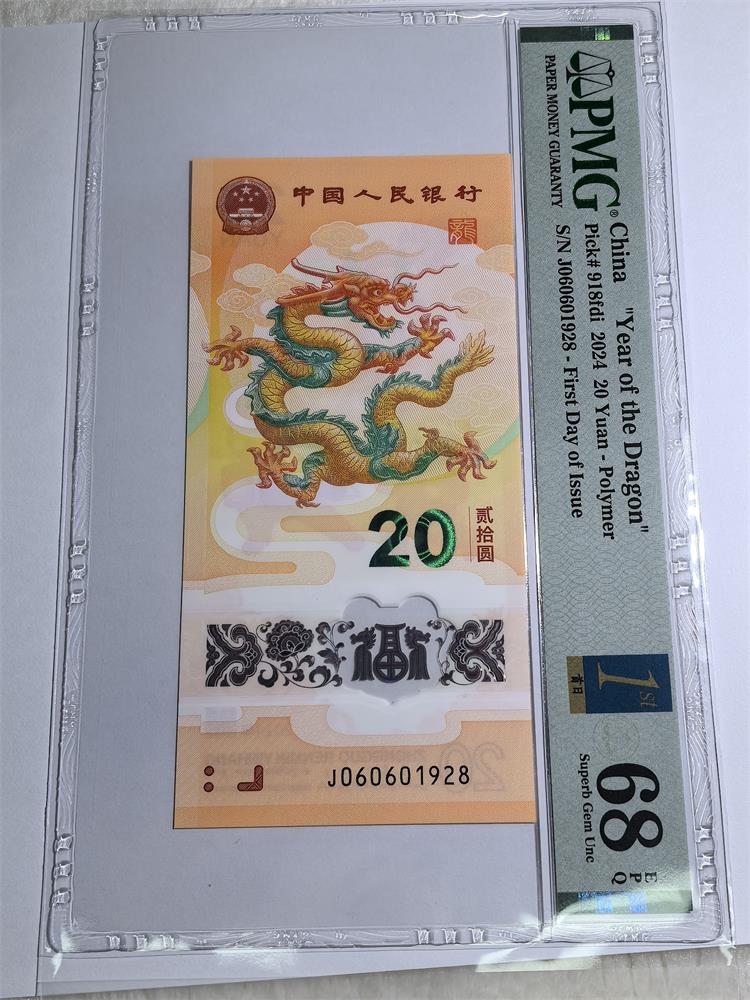 中国人民银行
龍
20
贰拾圆
J060601928
PMG®
PAPER MONEY GUARANTY
China "Year of the Dragon"
Pick# 918fdi 2024 20 Yuan - Polymer
S/N J060601928 - First Day of Issue
1st
首日
68
EPQ
Superb Gem Unc